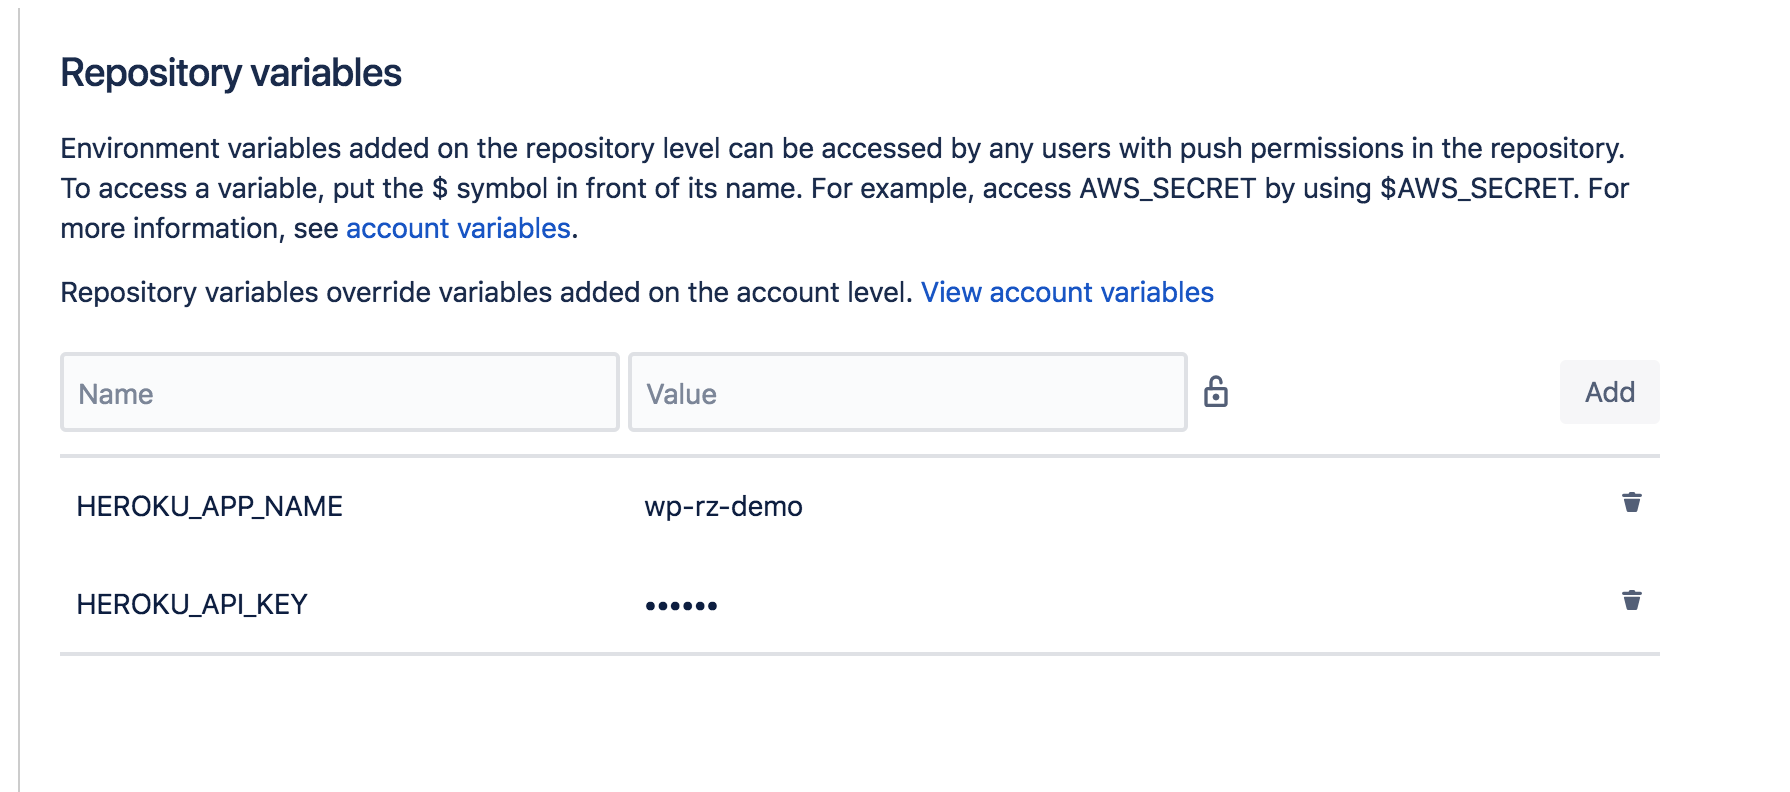 Repository variables
Environment variables added on the repository level can be accessed by any users with push permissions in the repository.
To access a variable, put the $ symbol in front of its name. For example, access AWS_SECRET by using $AWS_SECRET. For
more information, see account variables.
Repository variables override variables added on the account level. View account variables
Name Value Add
HEROKU_APP_NAME wp-rz-demo
HEROKU_API_KEY ••••••